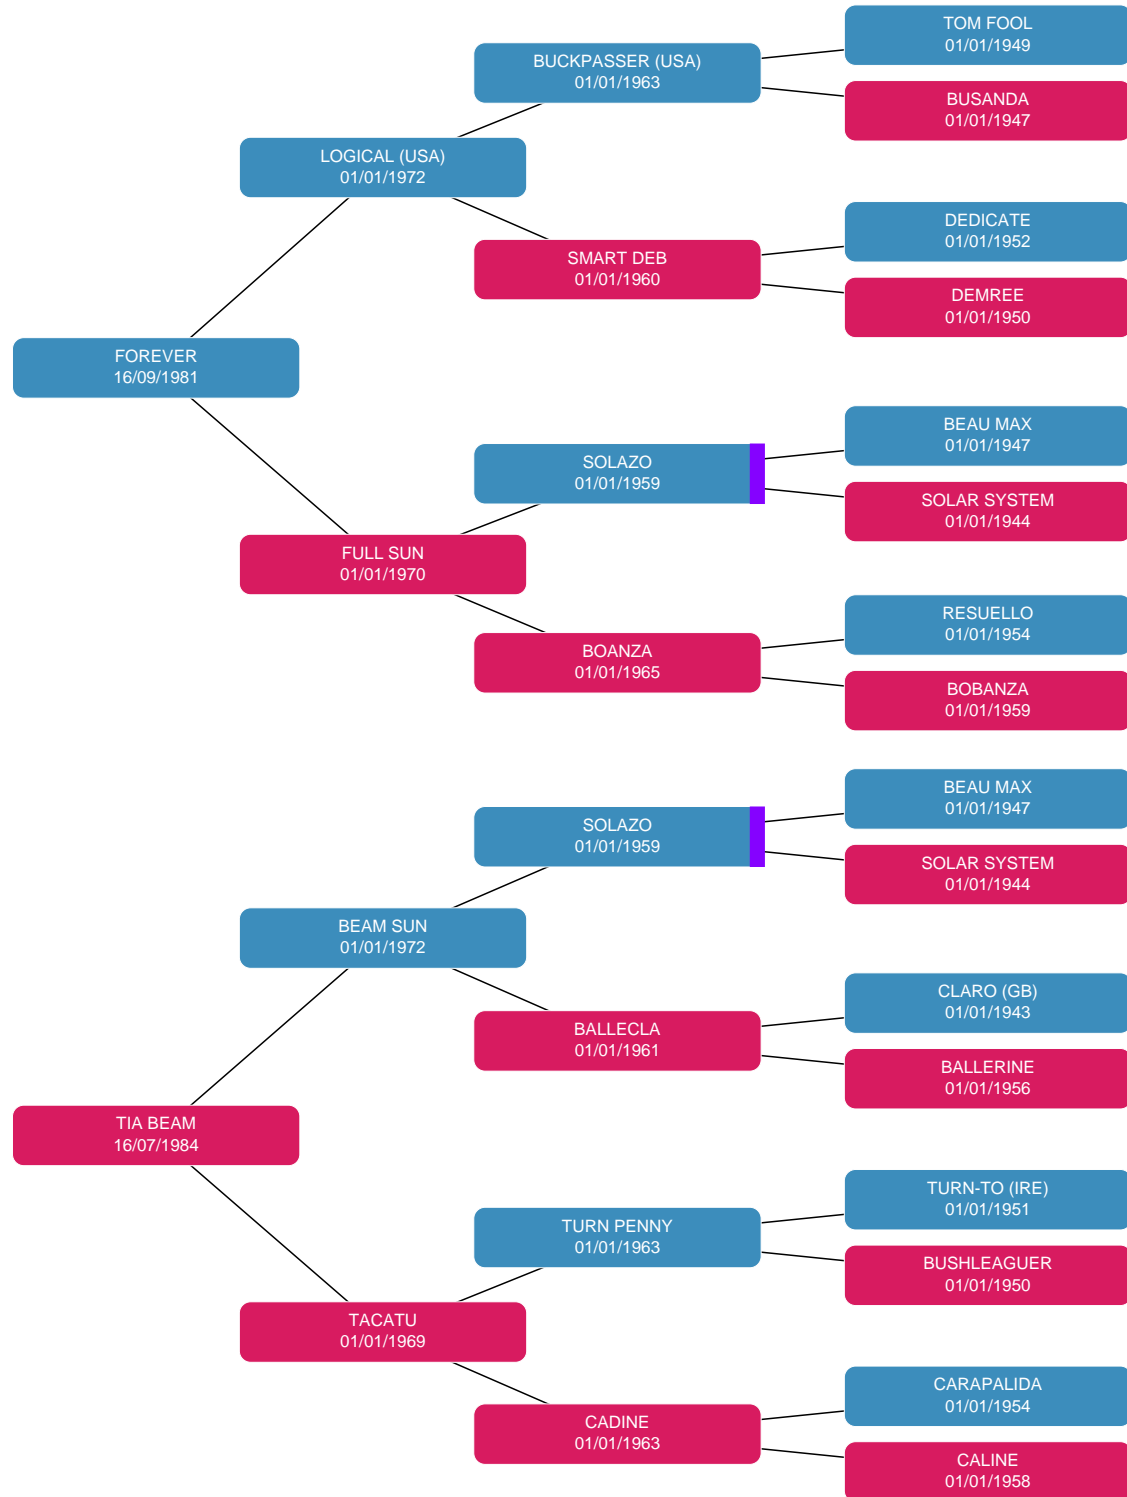 TOM FOOL
01/01/1949
BUCKPASSER (USA)
01/01/1963
BUSANDA
01/01/1947
LOGICAL (USA)
01/01/1972
DEDICATE
01/01/1952
SMART DEB
01/01/1960
DEMREE
01/01/1950
FOREVER
16/09/1981
BEAU MAX
01/01/1947
SOLAZO
01/01/1959
SOLAR SYSTEM
01/01/1944
FULL SUN
01/01/1970
RESUELLO
01/01/1954
BOANZA
01/01/1965
BOBANZA
01/01/1959
BEAU MAX
01/01/1947
SOLAZO
01/01/1959
SOLAR SYSTEM
01/01/1944
BEAM SUN
01/01/1972
CLARO (GB)
01/01/1943
BALLECLA
01/01/1961
BALLERINE
01/01/1956
TIA BEAM
16/07/1984
TURN-TO (IRE)
01/01/1951
TURN PENNY
01/01/1963
BUSHLEAGUER
01/01/1950
TACATU
01/01/1969
CARAPALIDA
01/01/1954
CADINE
01/01/1963
CALINE
01/01/1958